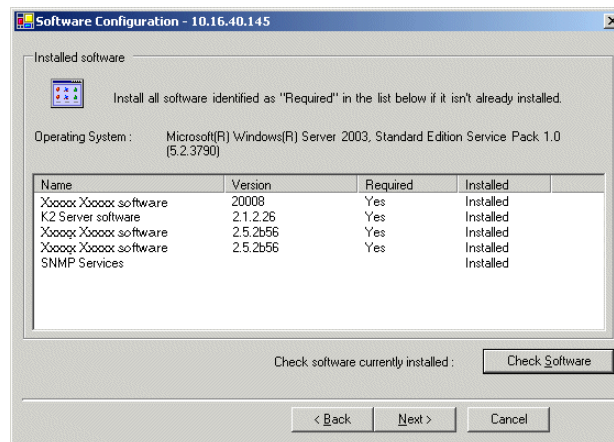 Software Configuration - 10.16.40.145
Installed software
Install all software identified as "Required" in the list below if it isn't already installed.
Operating System : Microsoft(R) Windows(R) Server 2003, Standard Edition Service Pack 1.0
(5.2.3790)
Name Version Required Installed
Xxxxx Xxxxx software 20008 Yes Installed
K2 Server software 2.1.2.26 Yes Installed
Xxxxx Xxxxx software 2.5.2b56 Yes Installed
Xxxxx Xxxxx software 2.5.2b56 Yes Installed
SNMP Services Installed
Check software currently installed : Check Software
< Back Next > Cancel